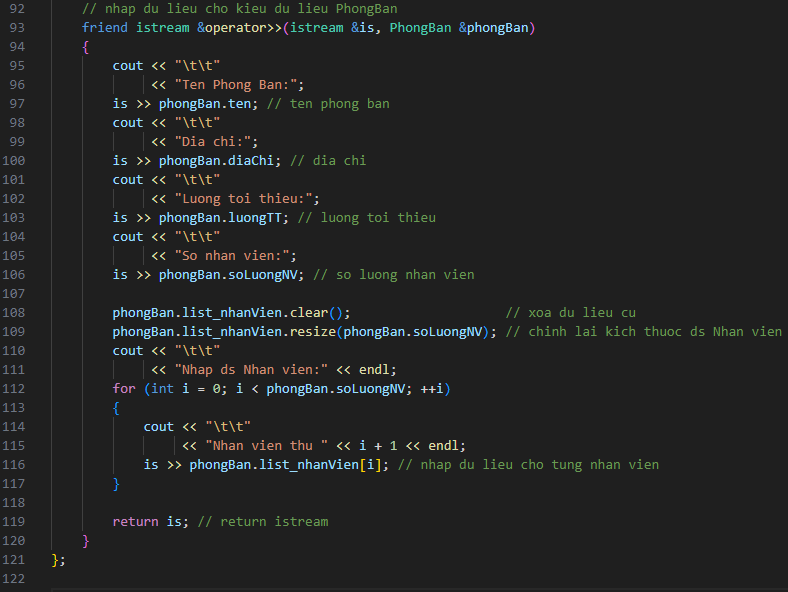 92 // nhap du lieu cho kieu du lieu PhongBan
93 friend istream &operator>>(istream &is, PhongBan &phongBan)
94 {
95 cout << "\t\t"
96 << "Ten Phong Ban:";
97 is >> phongBan.ten; // ten phong ban
98 cout << "\t\t"
99 << "Dia chi:";
100 is >> phongBan.diaChi; // dia chi
101 cout << "\t\t"
102 << "Luong toi thieu:";
103 is >> phongBan.luongTT; // luong toi thieu
104 cout << "\t\t"
105 << "So nhan vien:";
106 is >> phongBan.soLuongNV; // so luong nhan vien
107
108 phongBan.list_nhanVien.clear(); // xoa du lieu cu
109 phongBan.list_nhanVien.resize(phongBan.soLuongNV); // chinh lai kich thuoc ds Nhan vien
110 cout << "\t\t"
111 << "Nhap ds Nhan vien:" << endl;
112 for (int i = 0; i < phongBan.soLuongNV; ++i)
113 {
114 cout << "\t\t"
115 << "Nhan vien thu " << i + 1 << endl;
116 is >> phongBan.list_nhanVien[i]; // nhap du lieu cho tung nhan vien
117 }
118
119 return is; // return istream
120 }
121 };
122